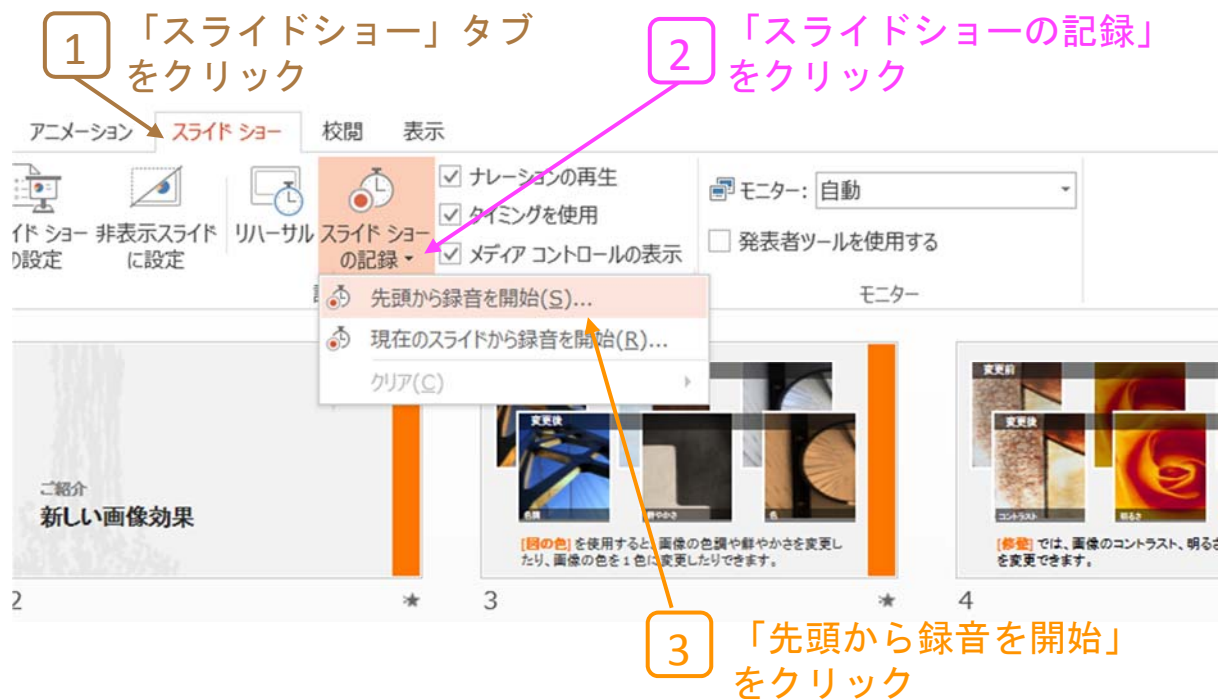 1
「スライドショー」タブ
をクリック
2
「スライドショーの記録」
をクリック
アニメーション スライド ショー 校閲 表示
イド ショー
の設定
非表示スライド
に設定
リハーサル
スライド ショー
の記録
ナレーションの再生
タイミングを使用
メディア コントロールの表示
モニター: 自動
発表者ツールを使用する
モニター
先頭から録音を開始(S)...
現在のスライドから録音を開始(R)...
クリア(C)
ご紹介
新しい画像効果
変更後
色調 鮮やかさ 色
[図の色] を使用すると、画像の色調や鮮やかさを変更し
たり、画像の色を 1 色に変更したりできます。
変更前
変更後
コントラスト 明るさ
[修整] では、画像のコントラスト、明るさ
を変更できます。
2 3 4
3
「先頭から録音を開始」
をクリック